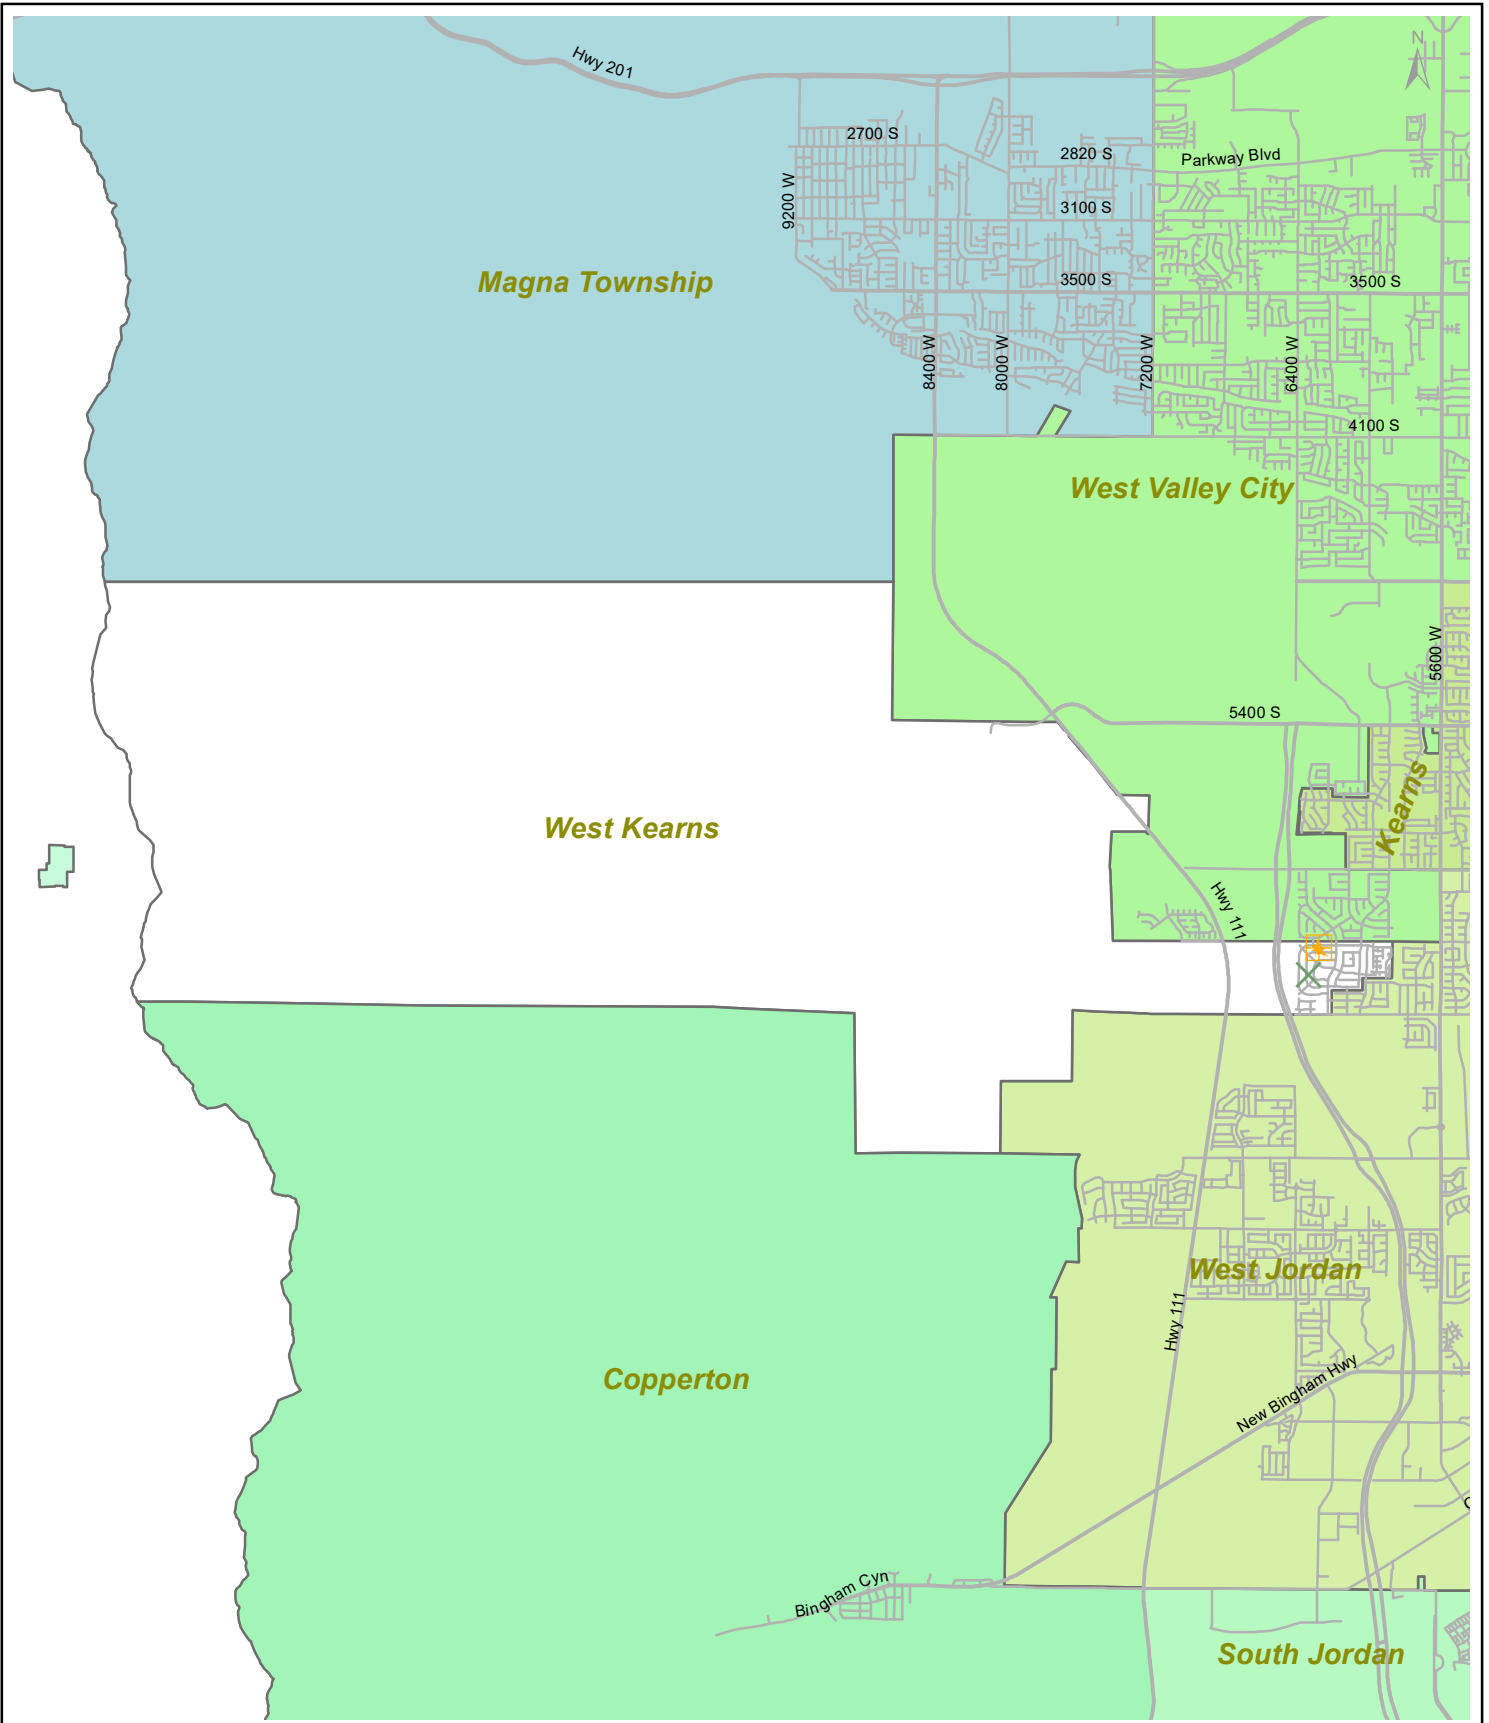 N
Hwy 201
2700 S
2820 S
Parkway Blvd
9200 W
3100 S
Magna Township
3500 S
3500 S
8400 W
8000 W
7200 W
6400 W
4100 S
West Valley City
5600 W
5400 S
Kearns
West Kearns
Hwy 111
West Jordan
Hwy 111
Copperton
New Bingham Hwy
Bingham Cyn
South Jordan